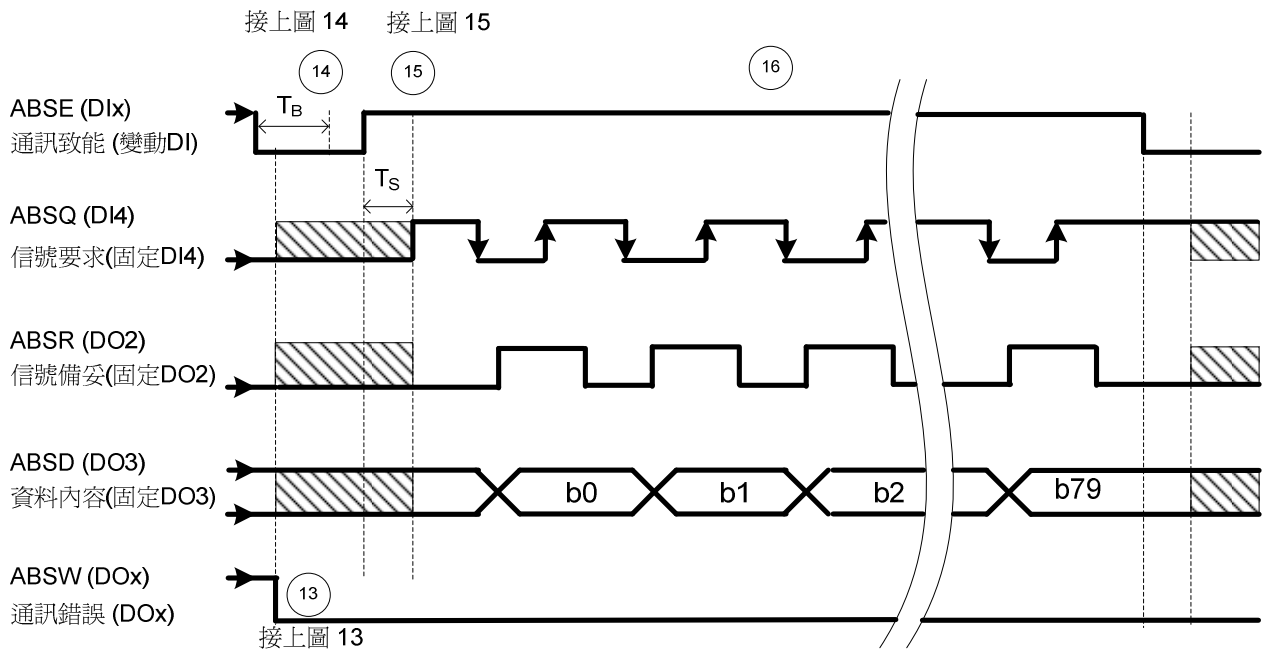 接上圖 14
接上圖 15
14
15
16
ABSE (DIx)
通訊致能 (變動DI)
TB
TS
ABSQ (DI4)
信號要求(固定DI4)
ABSR (DO2)
信號備妥(固定DO2)
ABSD (DO3)
資料內容(固定DO3)
b0
b1
b2
b79
ABSW (DOx)
通訊錯誤 (DOx)
13
接上圖 13